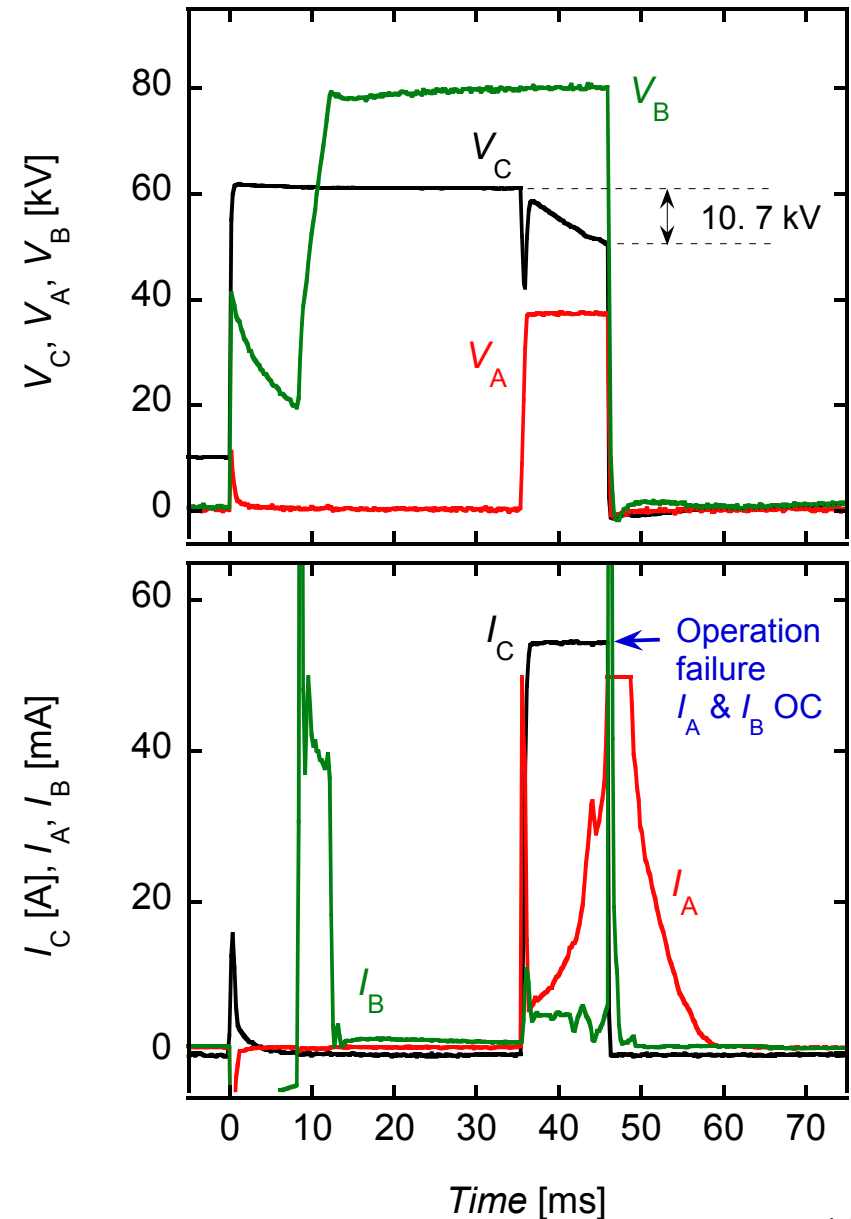 V_C, V_A, V_B [kV]
80
60
40
20
0
V_B
V_C
10. 7 kV
V_A
I_C [A], I_A, I_B [mA]
60
40
20
0
I_C
Operation
failure
I_A & I_B OC
I_A
I_B
0 10 20 30 40 50 60 70
Time [ms]